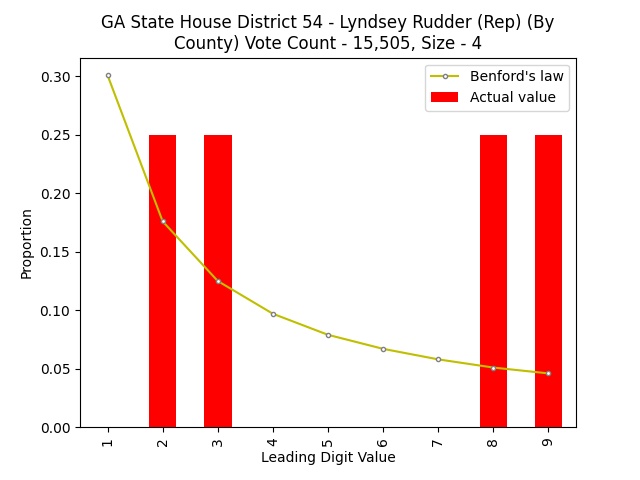 GA State House District 54 - Lyndsey Rudder (Rep) (By
County) Vote Count - 15,505, Size - 4
Benford's law
Actual value
0.30
0.25
0.20
0.15
0.10
0.05
0.00
Proportion
1 2 3 4 5 6 7 8 9
Leading Digit Value